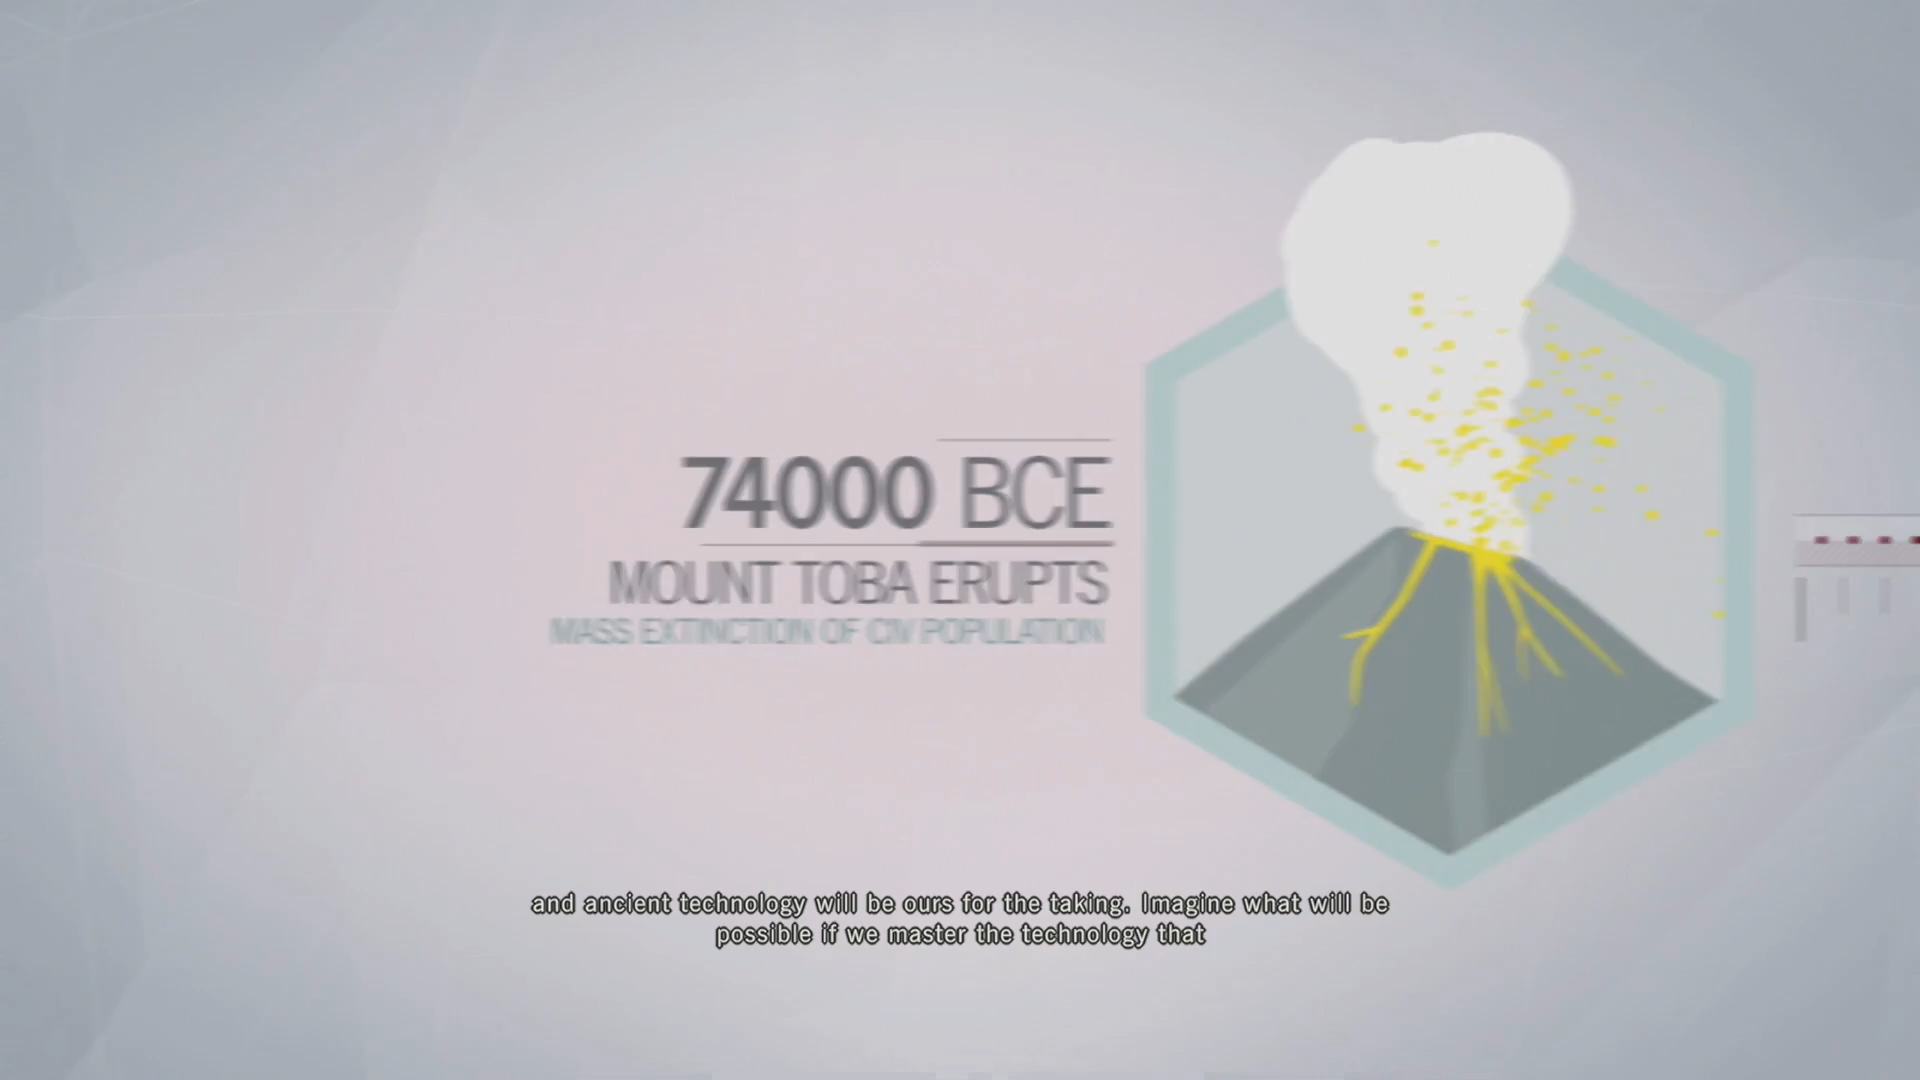 74000 BCE
MOUNT TOBA ERUPTS
MASS EXTINCTION OF CIV POPULATION
and ancient technology will be ours for the taking. Imagine what will be
possible if we master the technology that